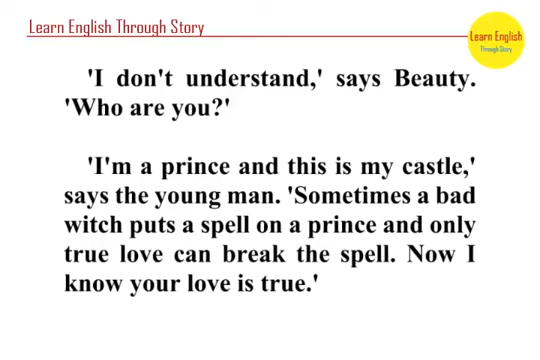 Learn English Through Story
Learn English
Through Story
'I don't understand,' says Beauty.
'Who are you?'
'I'm a prince and this is my castle,'
says the young man. 'Sometimes a bad
witch puts a spell on a prince and only
true love can break the spell. Now I
know your love is true.'